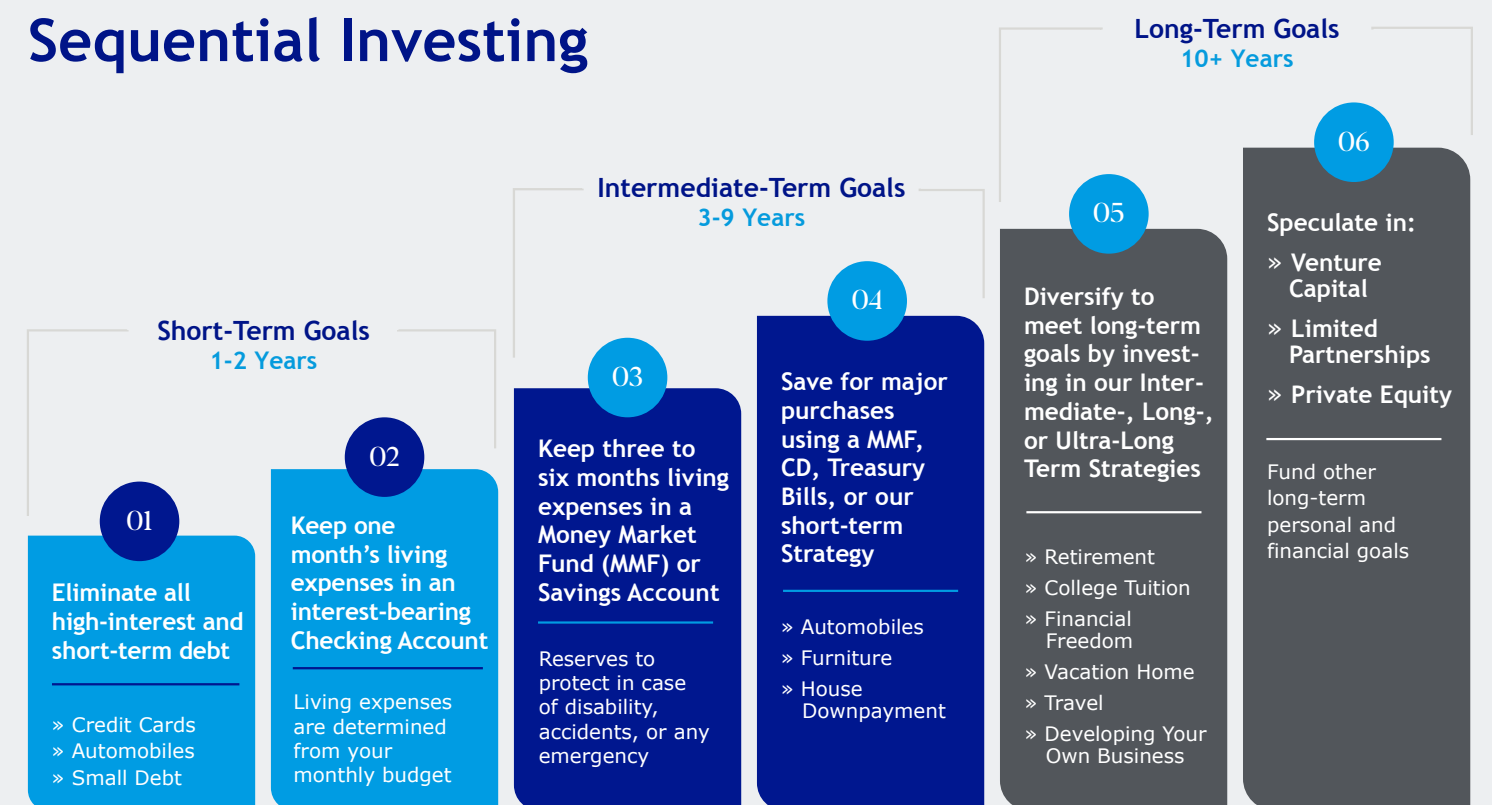 Sequential Investing
Short-Term Goals
1-2 Years
01
Eliminate all
high-interest and
short-term debt
» Credit Cards
» Automobiles
» Small Debt
02
Keep one
month’s living
expenses in an
interest-bearing
Checking Account
Living expenses
are determined
from your
monthly budget
Intermediate-Term Goals
3-9 Years
03
Keep three to
six months living
expenses in a
Money Market
Fund (MMF) or
Savings Account
Reserves to
protect in case
of disability,
accidents, or any
emergency
04
Save for major
purchases
using a MMF,
CD, Treasury
Bills, or our
short-term
Strategy
» Automobiles
» Furniture
» House
Downpayment
Long-Term Goals
10+ Years
05
Diversify to
meet long-term
goals by invest-
ing in our Inter-
mediate-, Long-,
or Ultra-Long
Term Strategies
» Retirement
» College Tuition
» Financial
Freedom
» Vacation Home
» Travel
» Developing Your
Own Business
06
Speculate in:
» Venture
Capital
» Limited
Partnerships
» Private Equity
Fund other
long-term
personal and
financial goals